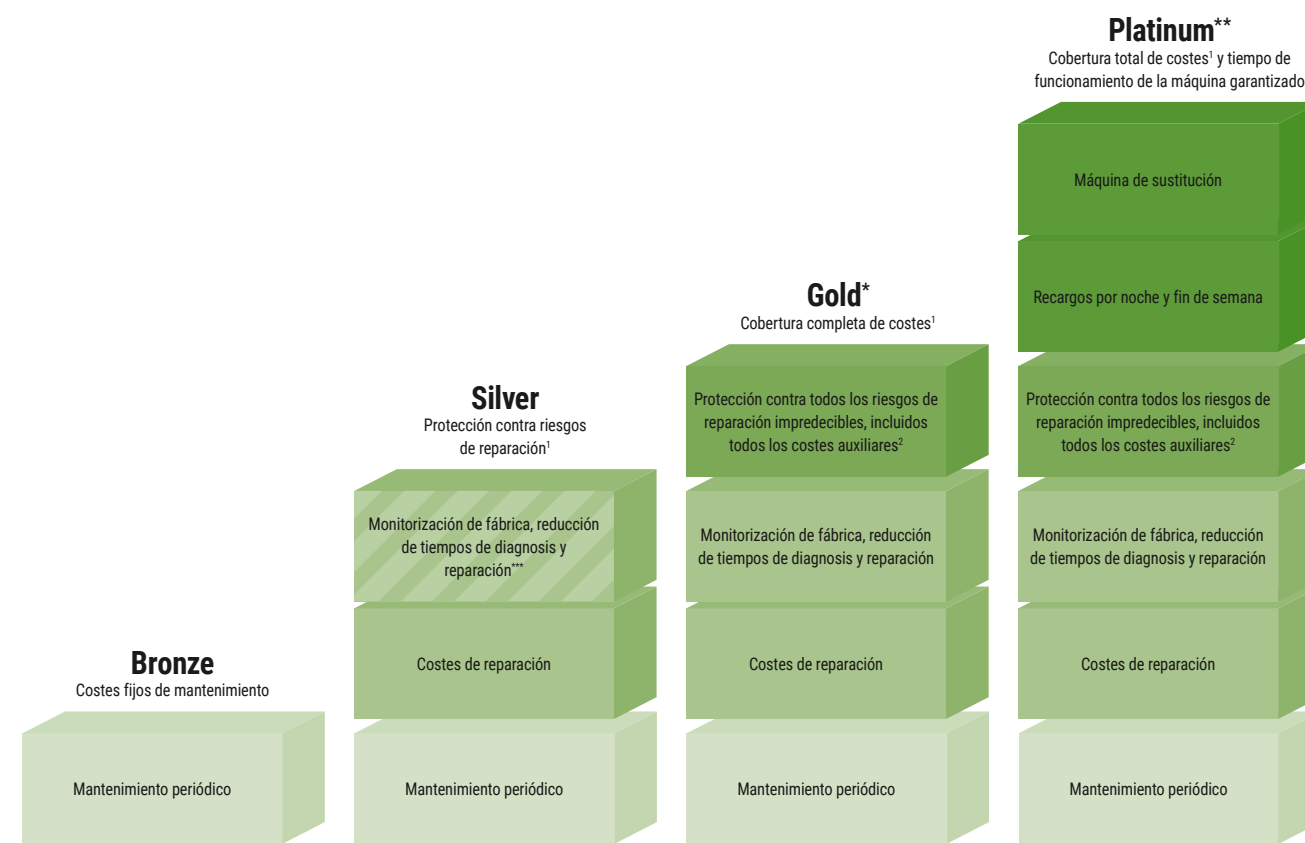 Platinum**
Cobertura total de costes¹ y tiempo de
funcionamiento de la máquina garantizado
Máquina de sustitución
Recargos por noche y fin de semana
Protección contra todos los riesgos de
reparación impredecibles, incluidos
todos los costes auxiliares²
Monitorización de fábrica, reducción
de tiempos de diagnosis y reparación
Costes de reparación
Mantenimiento periódico
Gold*
Cobertura completa de costes¹
Protección contra todos los riesgos de
reparación impredecibles, incluidos
todos los costes auxiliares²
Monitorización de fábrica, reducción
de tiempos de diagnosis y reparación
Costes de reparación
Mantenimiento periódico
Silver
Protección contra riesgos
de reparación¹
Monitorización de fábrica, reducción
de tiempos de diagnosis y
reparación***
Costes de reparación
Mantenimiento periódico
Bronze
Costes fijos de mantenimiento
Mantenimiento periódico